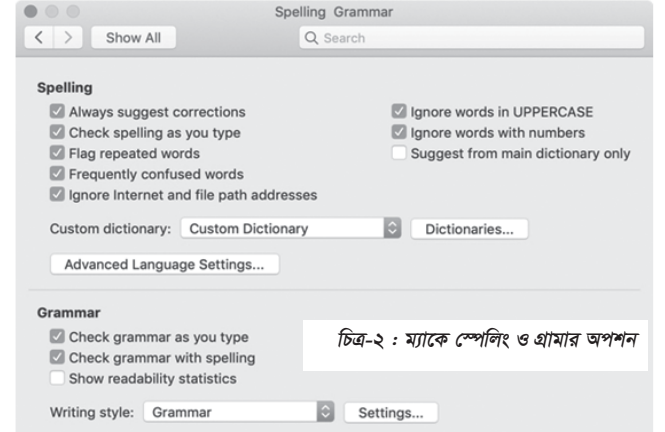 Spelling Grammar
Show All
Search
Spelling
Always suggest corrections
Check spelling as you type
Flag repeated words
Frequently confused words
Ignore Internet and file path addresses
Ignore words in UPPERCASE
Ignore words with numbers
Suggest from main dictionary only
Custom dictionary: Custom Dictionary Dictionaries...
Advanced Language Settings...
Grammar
Check grammar as you type
Check grammar with spelling
Show readability statistics
চিত্র-২ : ম্যাকে স্পেলিং ও গ্রামার অপশন
Writing style: Grammar Settings...